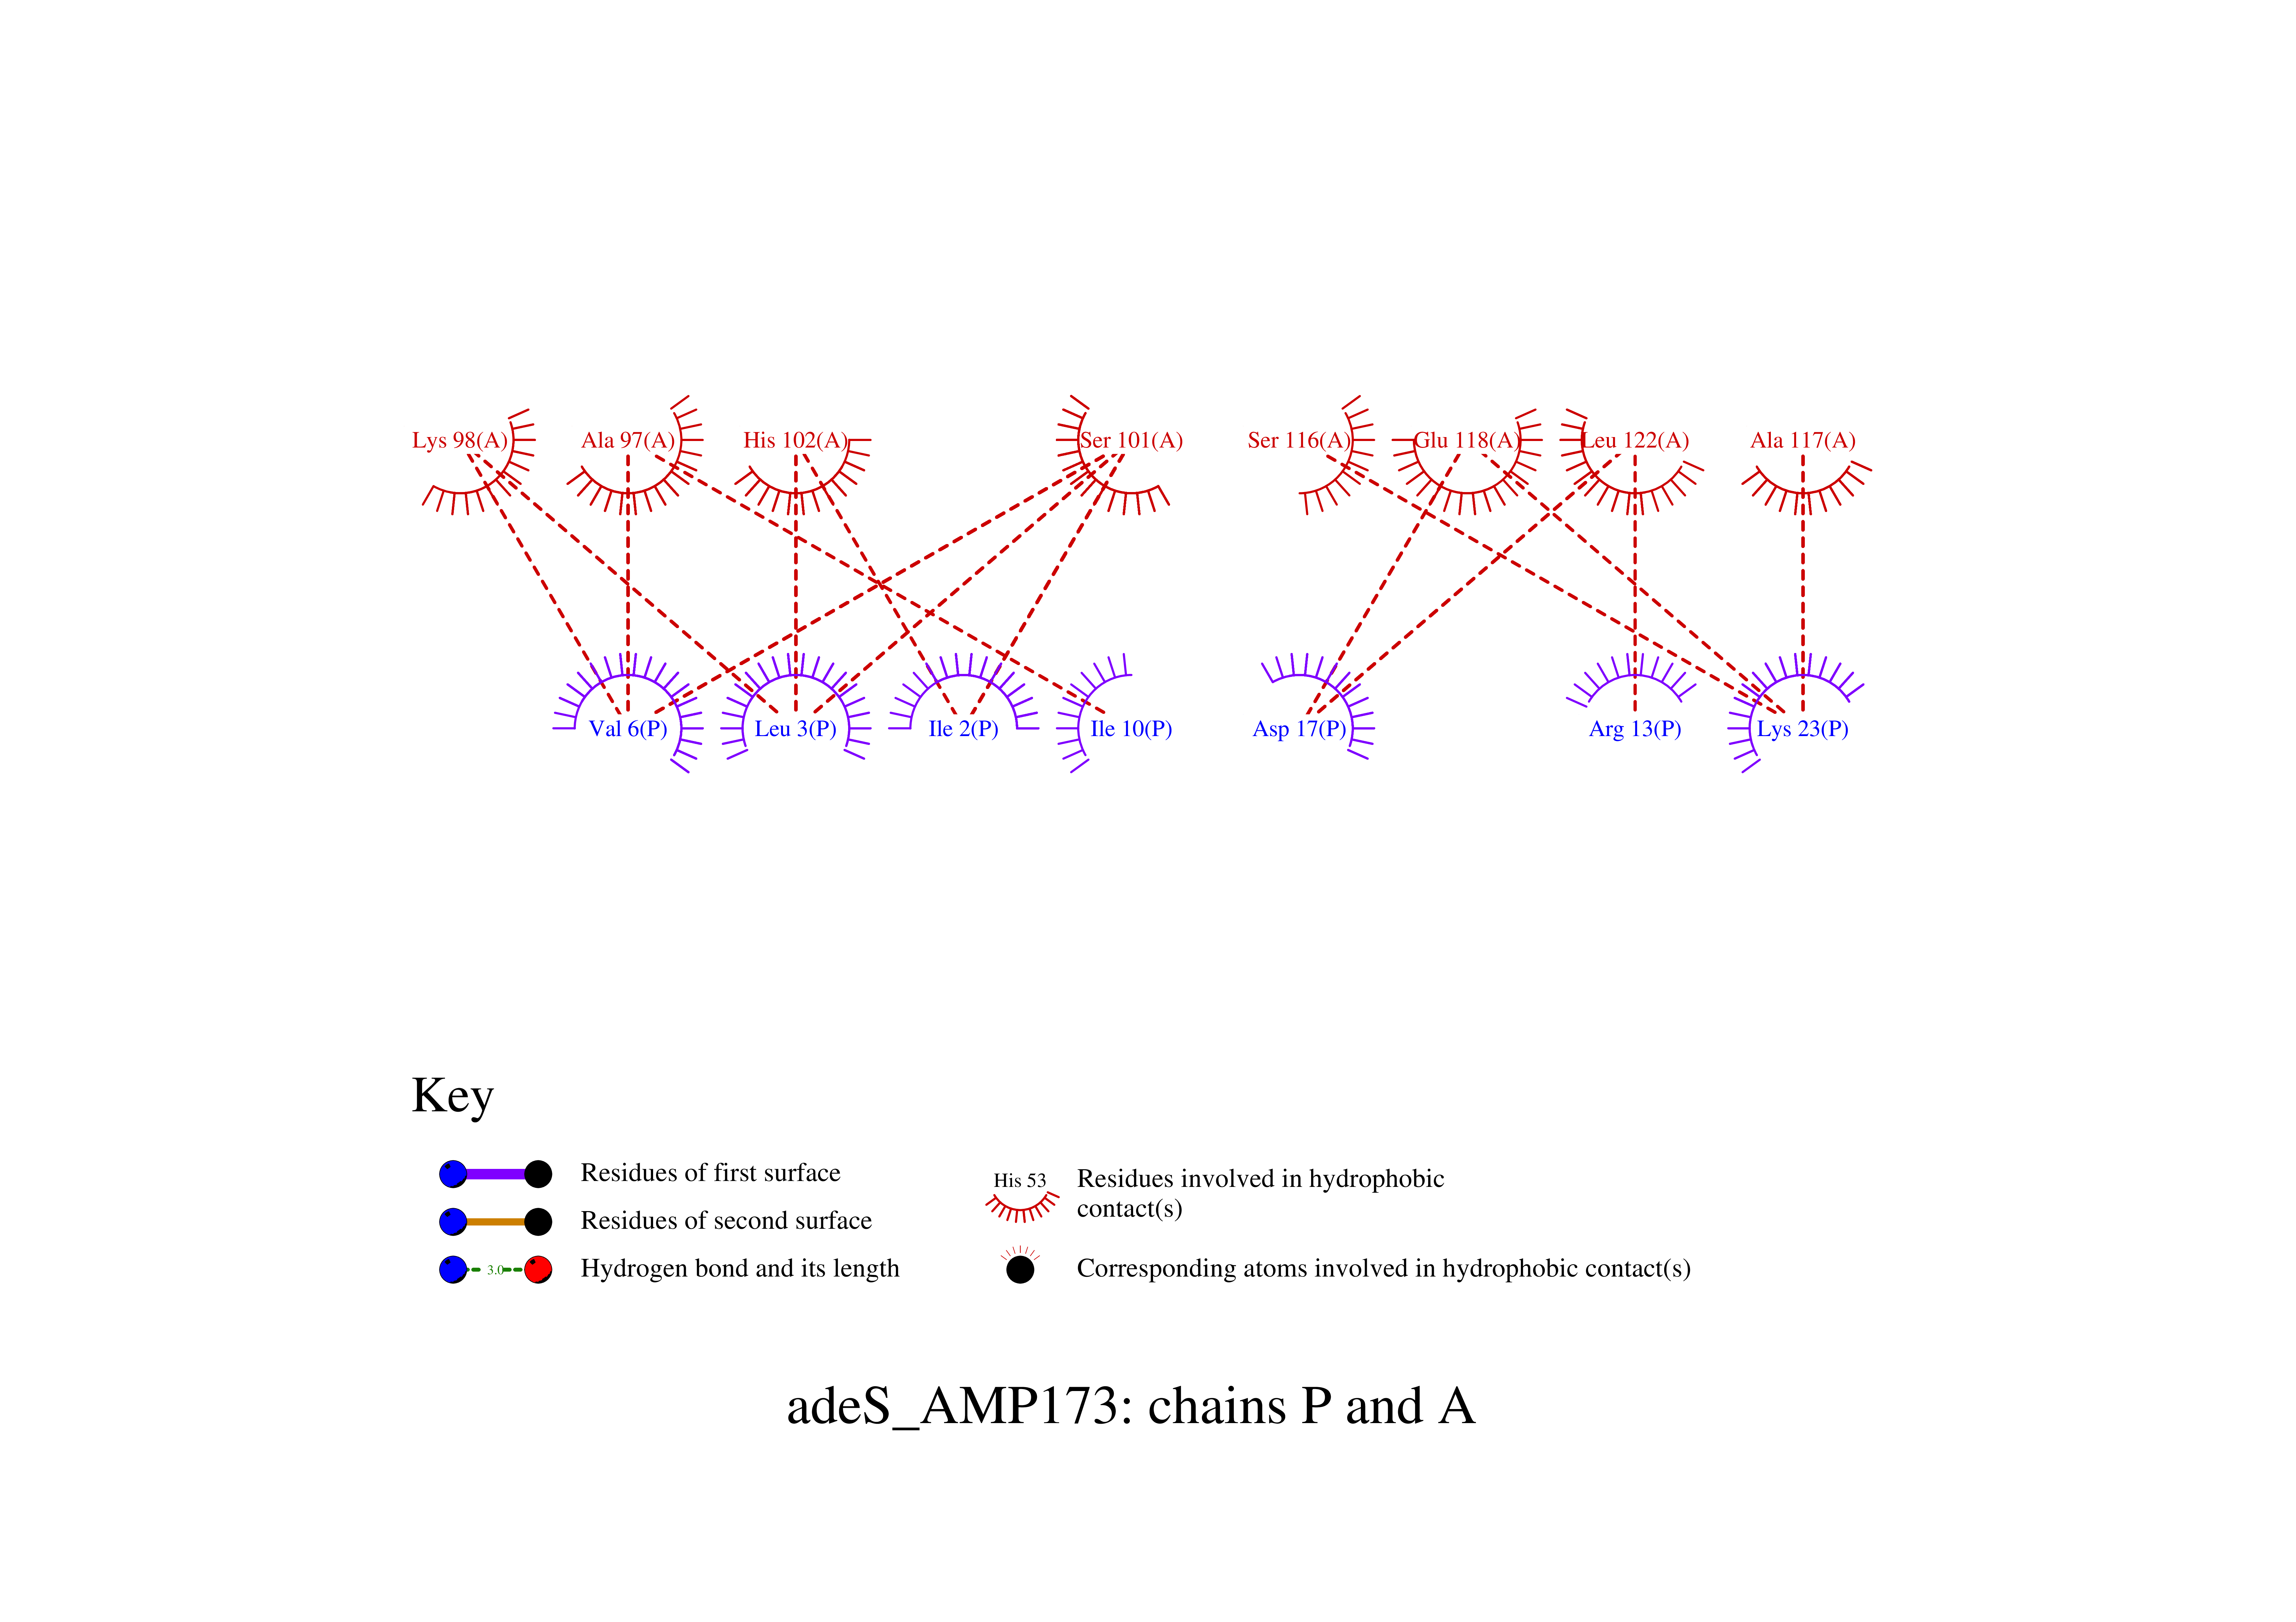 Lys 98(A) Ala 97(A) His 102(A) Ser 101(A) Ser 116(A) Glu 118(A) Leu 122(A) Ala 117(A)
Val 6(P) Leu 3(P) Ile 2(P) Ile 10(P) Asp 17(P) Arg 13(P) Lys 23(P)
Key
Residues of first surface
Residues of second surface
3.0 Hydrogen bond and its length
His 53 Residues involved in hydrophobic
contact(s)
Corresponding atoms involved in hydrophobic contact(s)
adeS_AMP173: chains P and A